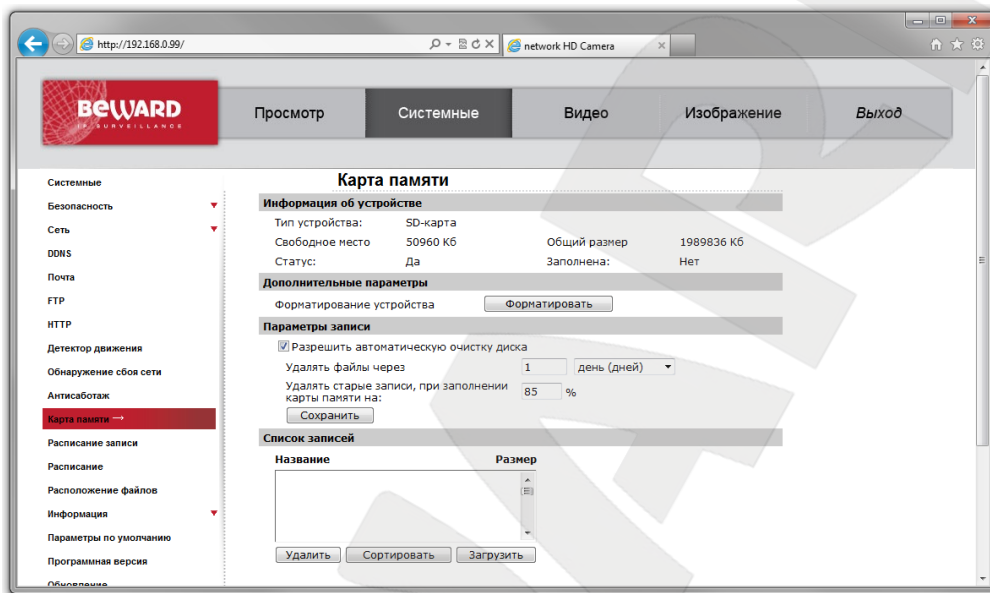 http://192.168.0.99/
network HD Camera
BEWARD
IP SURVEILLANCE
Просмотр
Системные
Видео
Изображение
Выход
Системные
Безопасность
Сеть
DDNS
Почта
FTP
HTTP
Детектор движения
Обнаружение сбоя сети
Антисаботаж
Карта памяти →
Расписание записи
Расписание
Расположение файлов
Информация
Параметры по умолчанию
Программная версия
Обновление
Карта памяти
Информация об устройстве
Тип устройства: SD-карта
Свободное место 50960 Кб Общий размер 1989836 Кб
Статус: Да Заполнена: Нет
Дополнительные параметры
Форматирование устройства Форматировать
Параметры записи
Разрешить автоматическую очистку диска
Удалять файлы через 1 день (дней)
Удалять старые записи, при заполнении
карты памяти на: 85 %
Сохранить
Список записей
Название Размер
Удалить Сортировать Загрузить